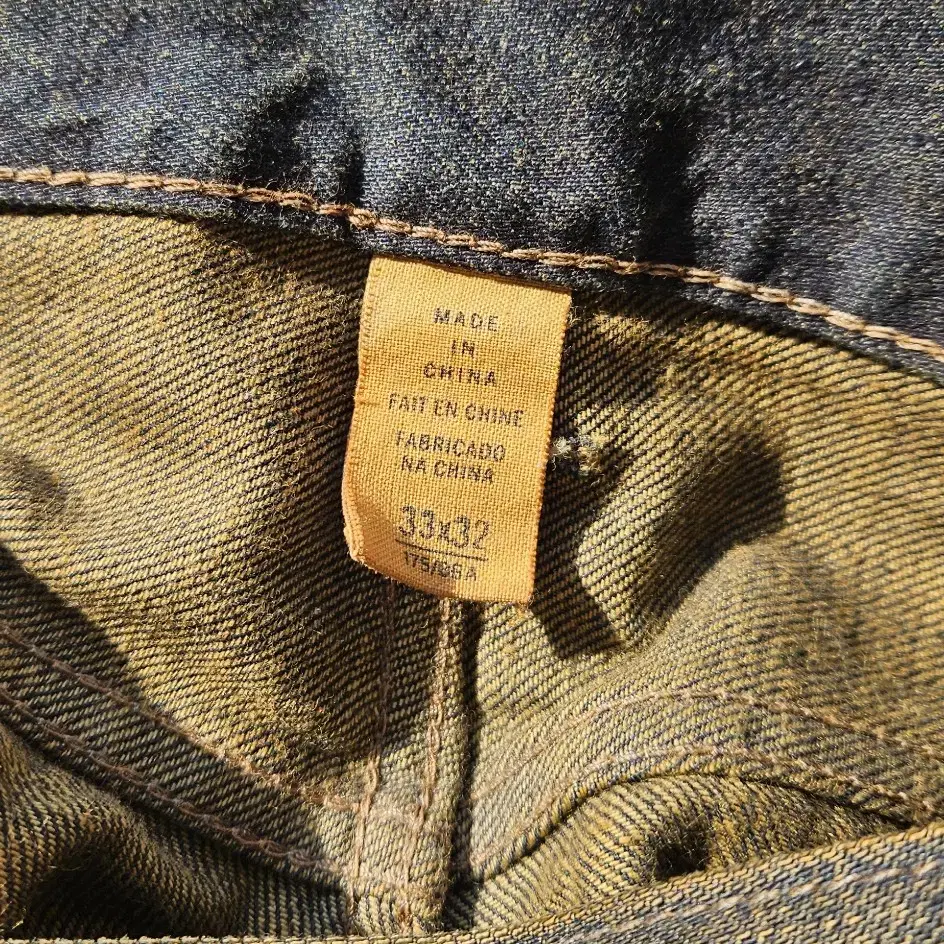 MADE
IN
CHINA
FAIT EN CHINE
FABRICADO
NA CHINA
33x32